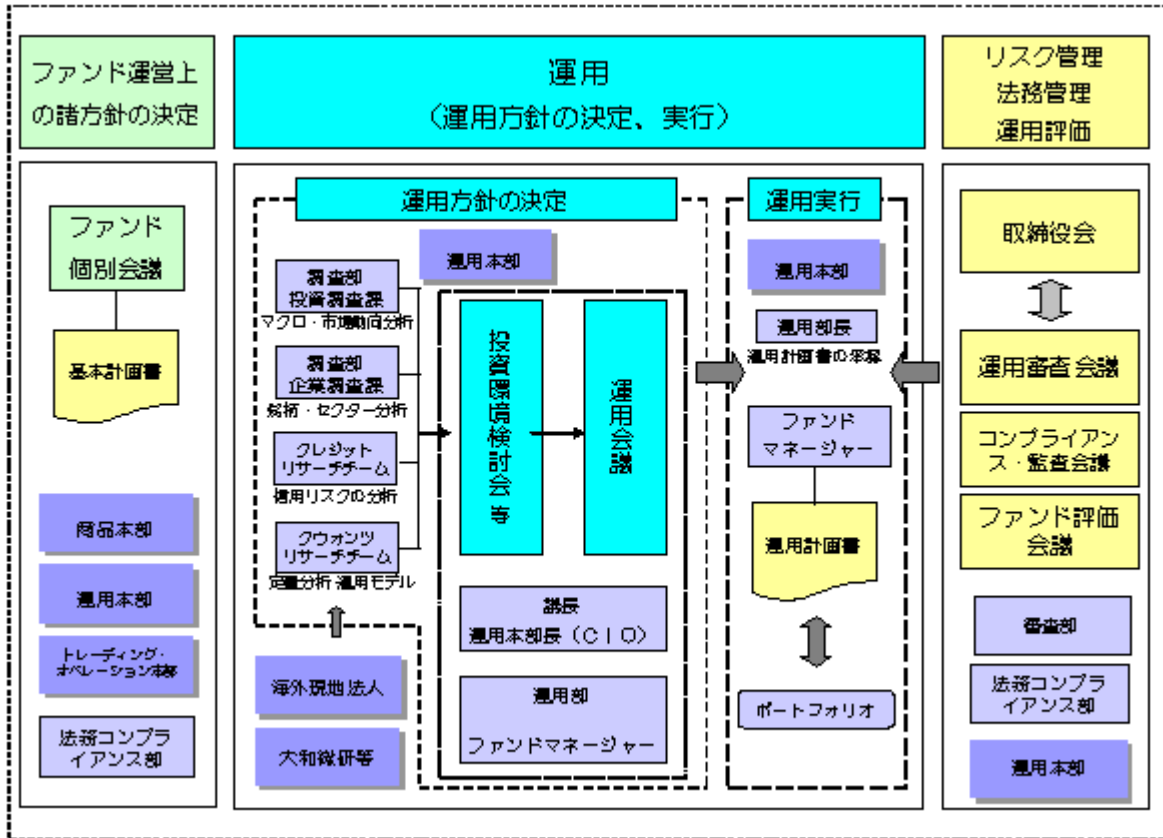 ファンド運営上
の諸方針の決定
運用
（運用方針の決定、実行）
リスク管理
法務管理
運用評価
ファンド
個別会議
基本計画書
商品本部
運用本部
トレーディング・
オペレーション本部
法務コンプラ
イアンス部
運用方針の決定
運用本部
調査部
投資調査課
マクロ・市場動向分析
調査部
企業調査課
銘柄・セクター分析
クレジット
リサーチチーム
信用リスクの分析
クウォンツ
リサーチチーム
定量分析・運用モデル
海外現地法人
大和総研等
投資環境検討会 等
運用会議
議長
運用本部長（CIO）
運用部
ファンドマネージャー
運用実行
運用本部
運用部長
運用計画書の承認
ファンド
マネージャー
運用計画書
ポートフォリオ
取締役会
運用審査会議
コンプライアン
ス・監査会議
ファンド評価
会議
審査部
法務コンプラ
イアンス部
運用本部